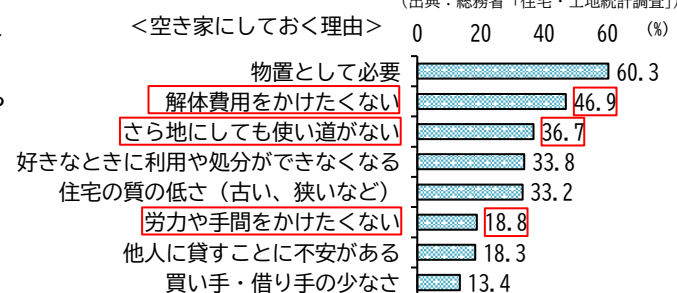 (出典：総務省「住宅・土地統計調査」)
＜空き家にしておく理由＞
0 20 40 60 (%)
物置として必要 60.3
解体費用をかけたくない 46.9
さら地にしても使い道がない 36.7
好きなときに利用や処分ができなくなる 33.8
住宅の質の低さ（古い、狭いなど） 33.2
労力や手間をかけたくない 18.8
他人に貸すことに不安がある 18.3
買い手・借り手の少なさ 13.4